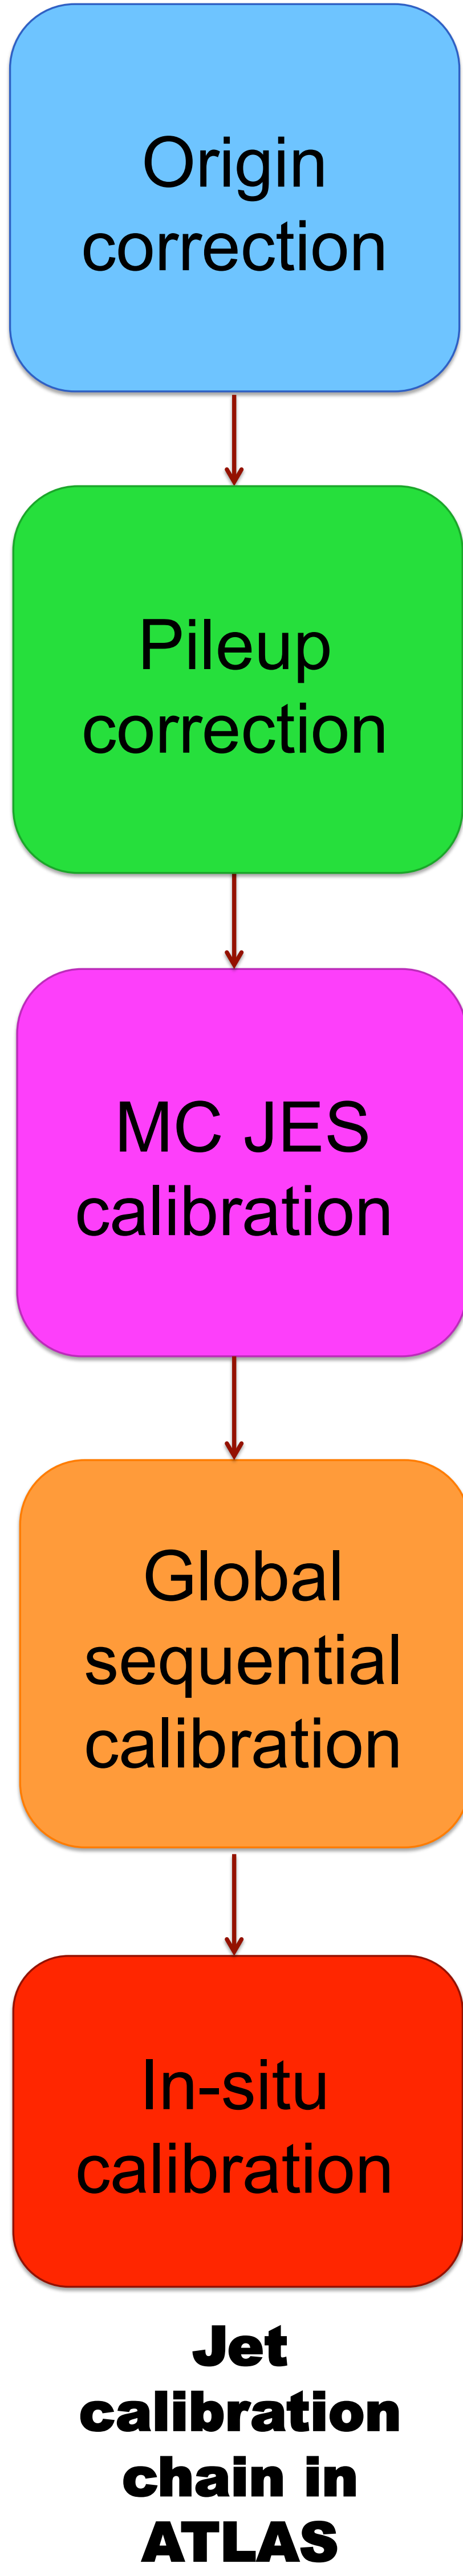 Origin
correction
Pileup
correction
MC JES
calibration
Global
sequential
calibration
In-situ
calibration
Jet
calibration
chain in
ATLAS